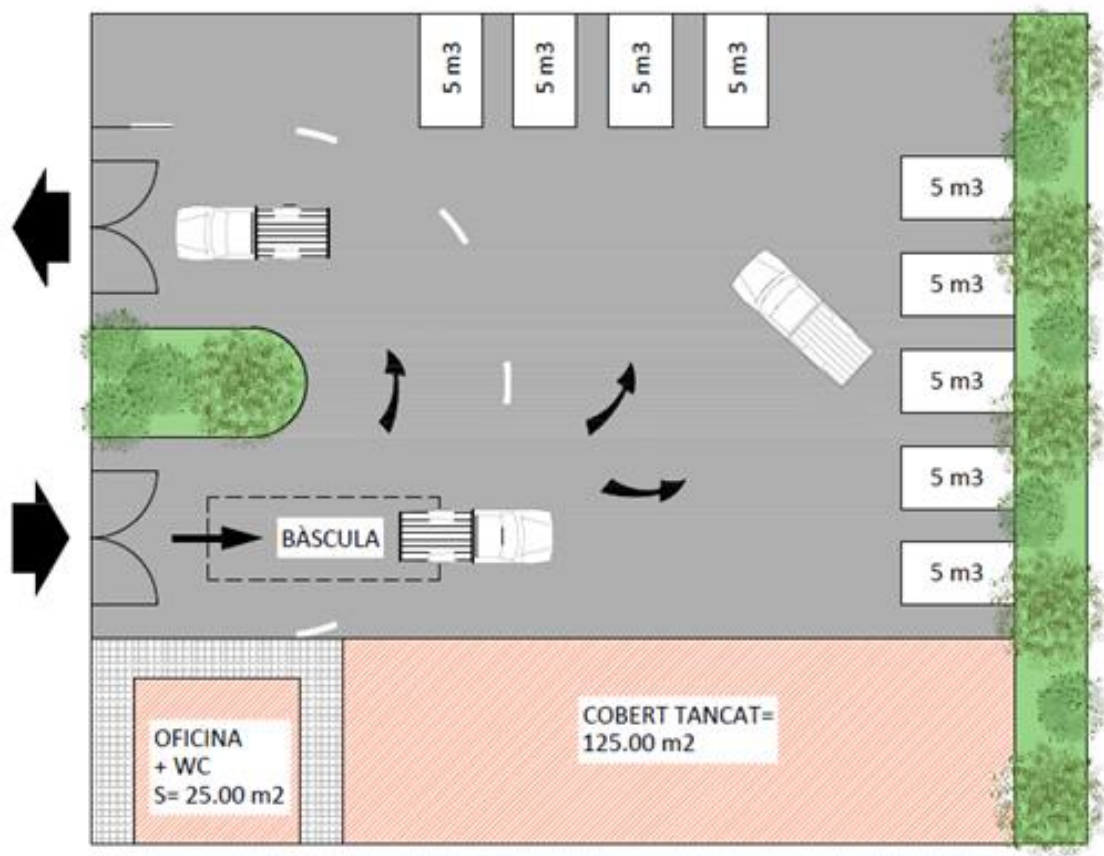 5 m3
5 m3
5 m3
5 m3
5 m3
5 m3
5 m3
5 m3
5 m3
BÀSCULA
OFICINA
+ WC
S= 25.00 m2
COBERT TANCAT=
125.00 m2